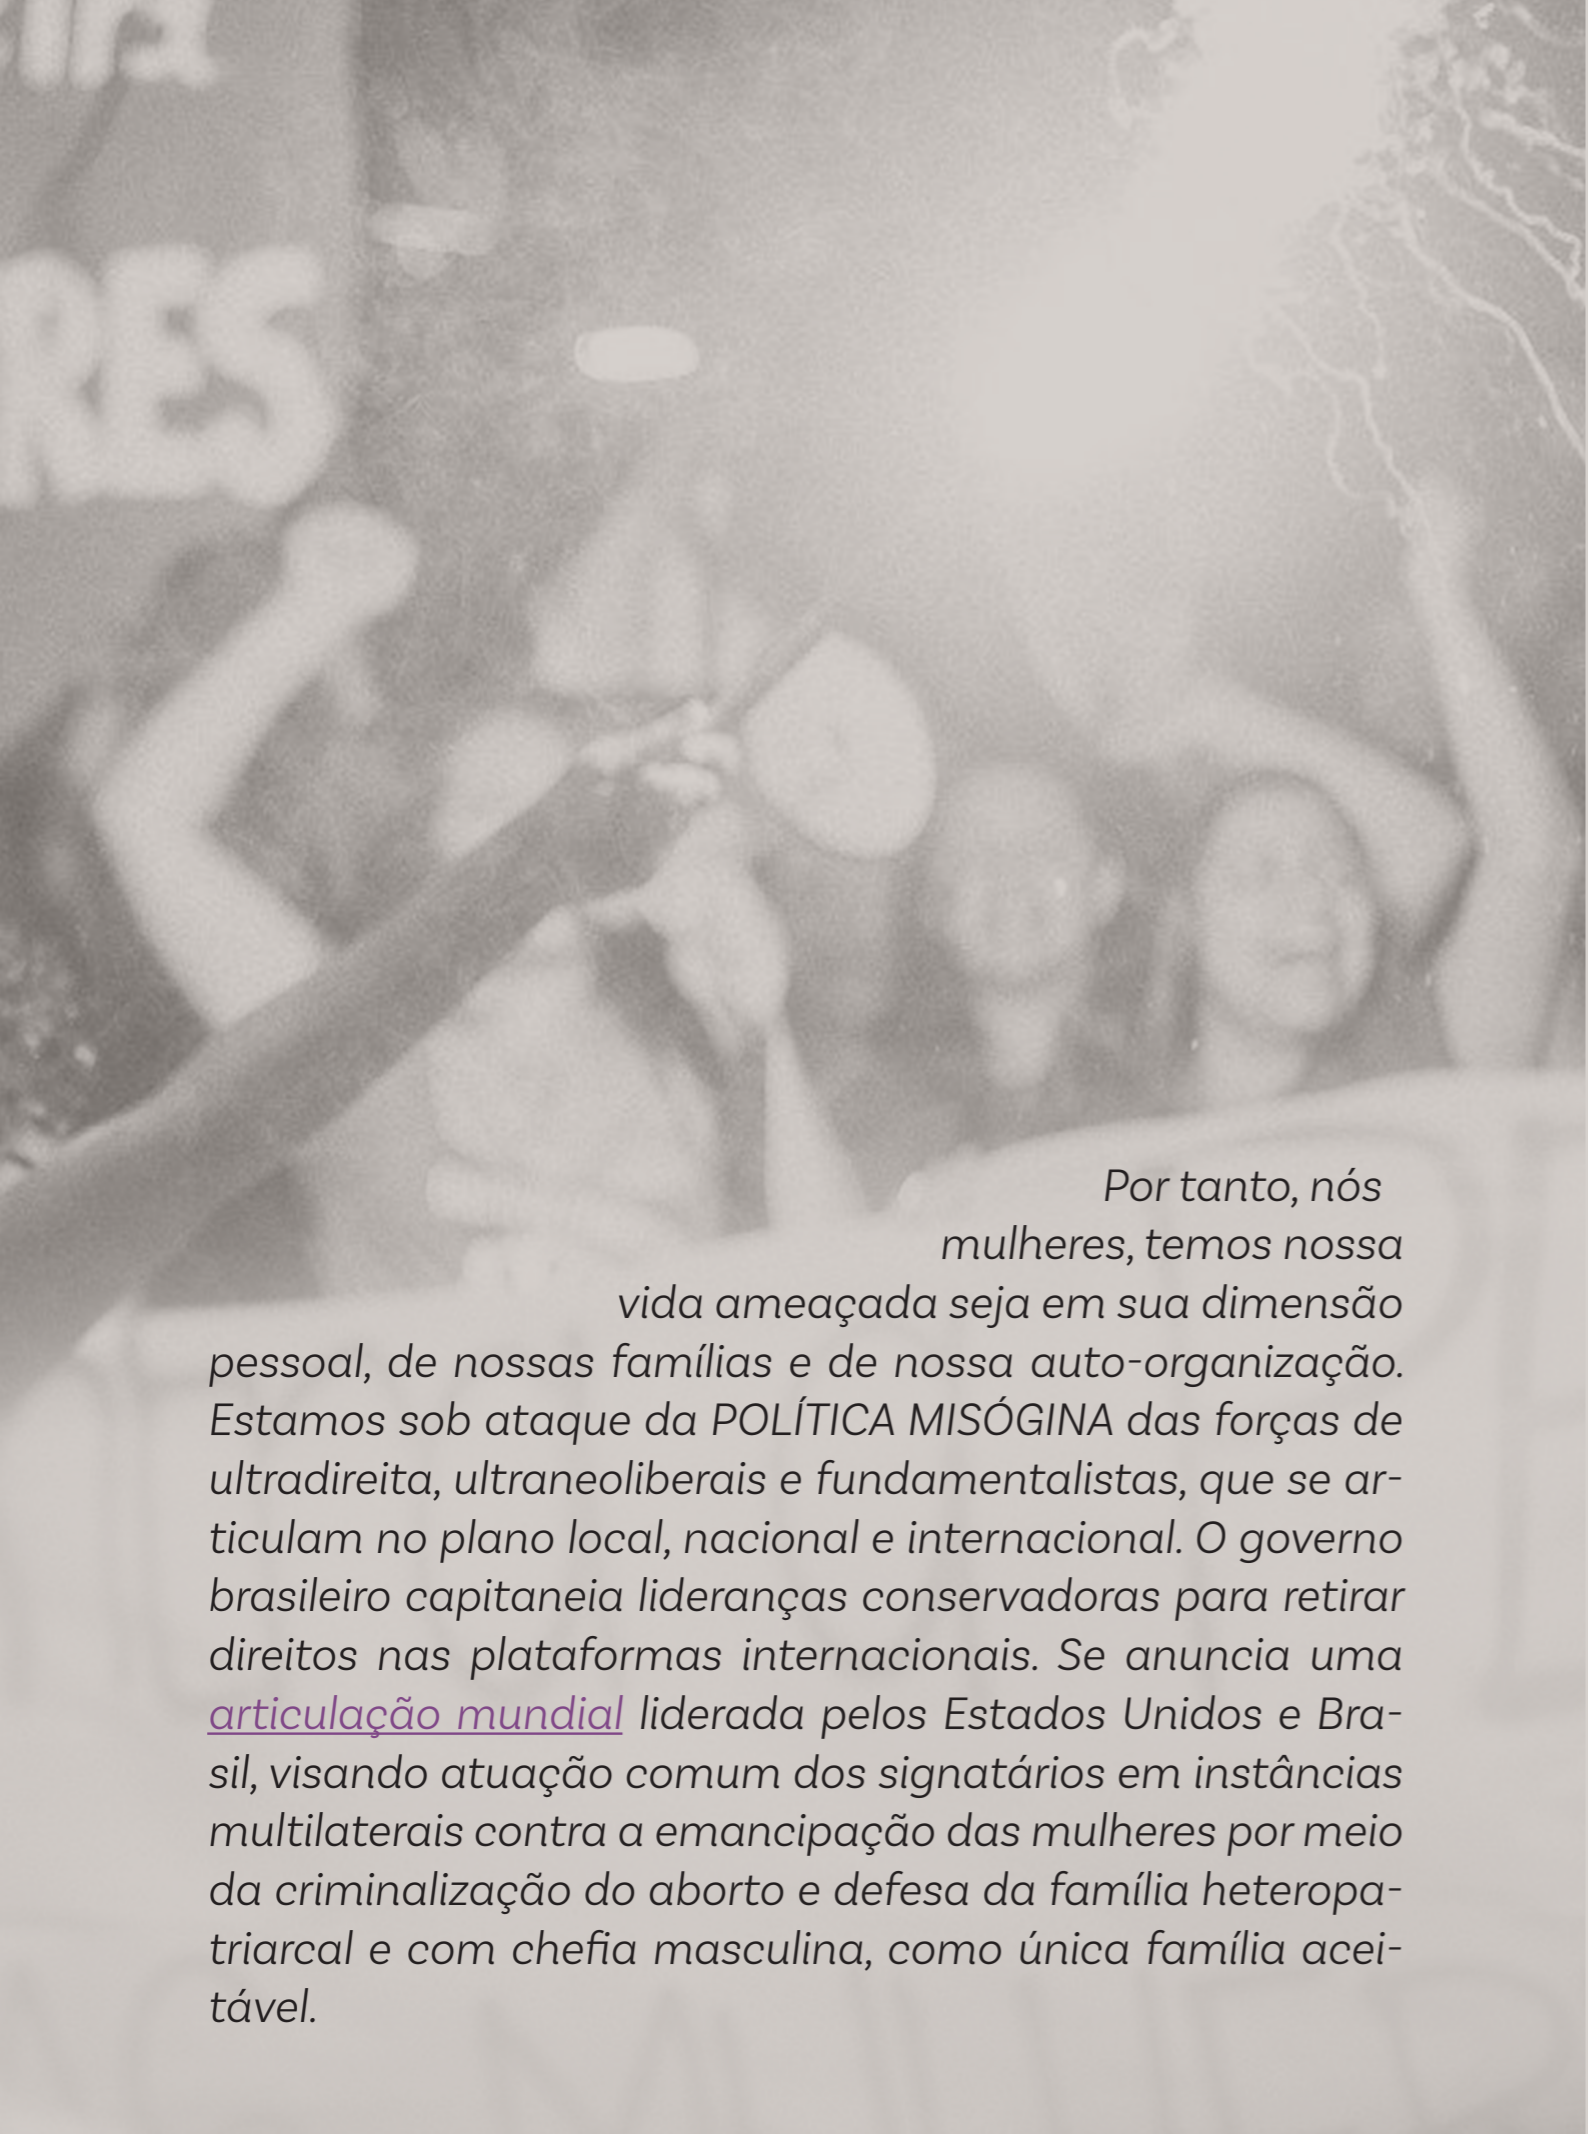 RES
Por tanto, nós
mulheres, temos nossa
vida ameaçada seja em sua dimensão
pessoal, de nossas famílias e de nossa auto-organização.
Estamos sob ataque da POLÍTICA MISÓGINA das forças de
ultradireita, ultraneoliberais e fundamentalistas, que se ar-
ticulam no plano local, nacional e internacional. O governo
brasileiro capitaneia lideranças conservadoras para retirar
direitos nas plataformas internacionais. Se anuncia uma
articulação mundial liderada pelos Estados Unidos e Bra-
sil, visando atuação comum dos signatários em instâncias
multilaterais contra a emancipação das mulheres por meio
da criminalização do aborto e defesa da família heteropa-
triarcal e com chefia masculina, como única família acei-
tável.